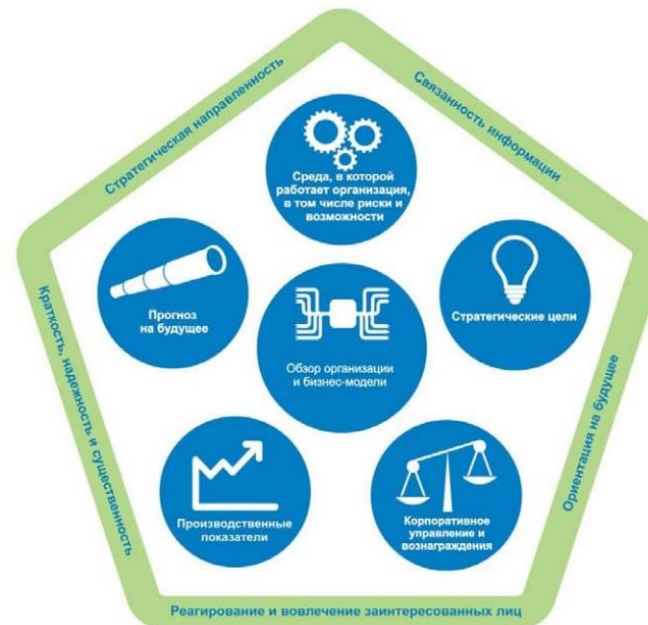 Стратегическая направленность
Связанность информации
Среда, в которой
работает организация,
в том числе риски и
возможности
Прогноз
на будущее
Стратегические цели
Обзор организации
и бизнес-модели
Краткость, надежность и существенность
Ориентация на будущее
Производственные
показатели
Корпоративное
управление и
вознаграждения
Реагирование и вовлечение заинтересованных лиц